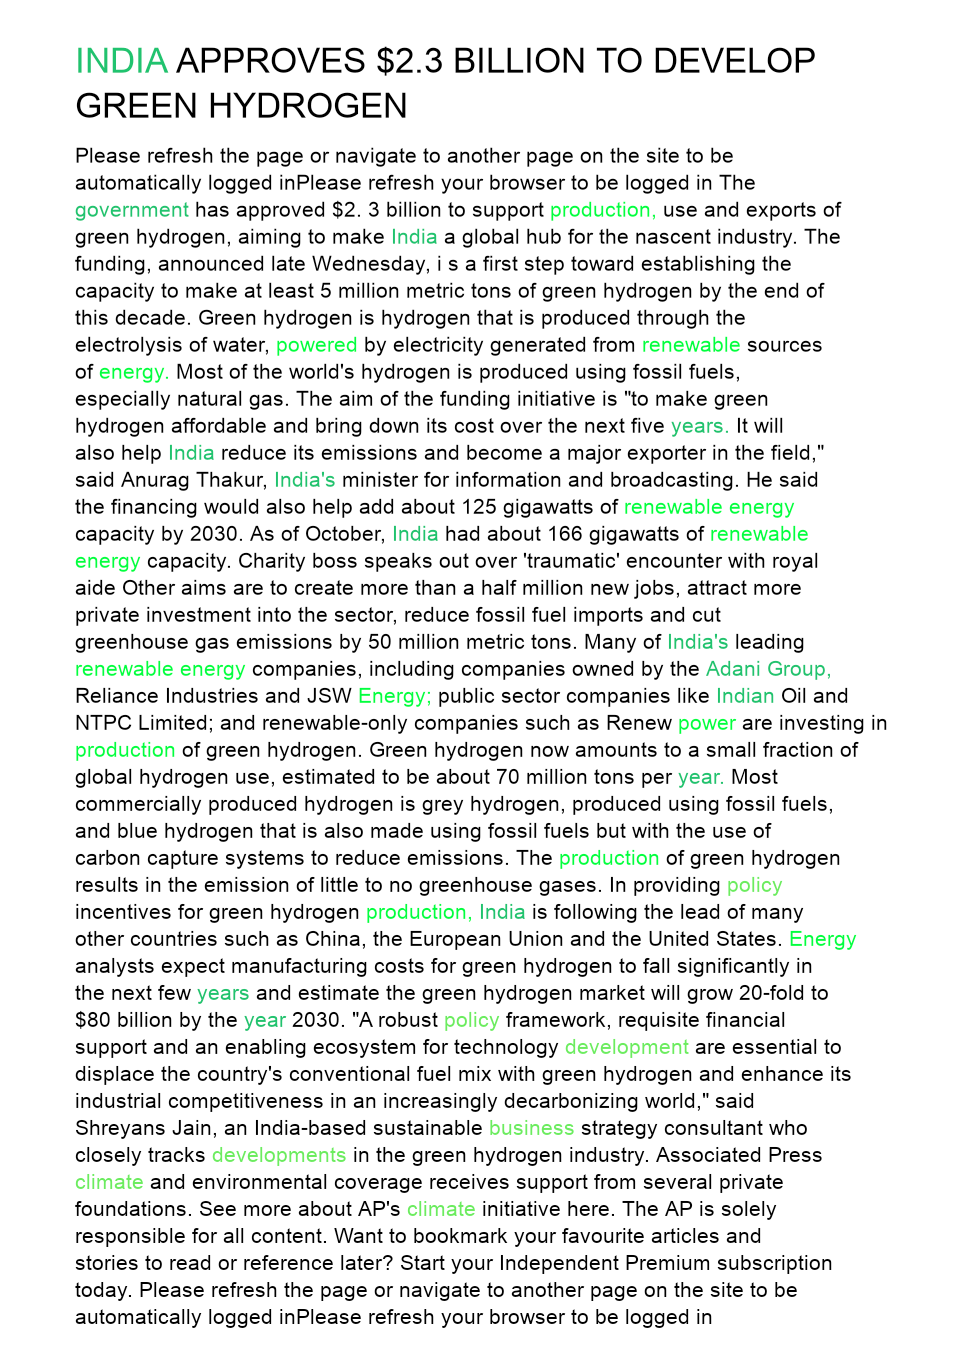 INDIA APPROVES $2.3 BILLION TO DEVELOP
GREEN HYDROGEN
Please refresh the page or navigate to another page on the site to be
automatically logged inPlease refresh your browser to be logged in The
government has approved $2. 3 billion to support production, use and exports of
green hydrogen, aiming to make India a global hub for the nascent industry. The
funding, announced late Wednesday, i s a first step toward establishing the
capacity to make at least 5 million metric tons of green hydrogen by the end of
this decade. Green hydrogen is hydrogen that is produced through the
electrolysis of water, powered by electricity generated from renewable sources
of energy. Most of the world's hydrogen is produced using fossil fuels,
especially natural gas. The aim of the funding initiative is "to make green
hydrogen affordable and bring down its cost over the next five years. It will
also help India reduce its emissions and become a major exporter in the field,"
said Anurag Thakur, India's minister for information and broadcasting. He said
the financing would also help add about 125 gigawatts of renewable energy
capacity by 2030. As of October, India had about 166 gigawatts of renewable
energy capacity. Charity boss speaks out over 'traumatic' encounter with royal
aide Other aims are to create more than a half million new jobs, attract more
private investment into the sector, reduce fossil fuel imports and cut
greenhouse gas emissions by 50 million metric tons. Many of India's leading
renewable energy companies, including companies owned by the Adani Group,
Reliance Industries and JSW Energy; public sector companies like Indian Oil and
NTPC Limited; and renewable-only companies such as Renew power are investing in
production of green hydrogen. Green hydrogen now amounts to a small fraction of
global hydrogen use, estimated to be about 70 million tons per year. Most
commercially produced hydrogen is grey hydrogen, produced using fossil fuels,
and blue hydrogen that is also made using fossil fuels but with the use of
carbon capture systems to reduce emissions. The production of green hydrogen
results in the emission of little to no greenhouse gases. In providing policy
incentives for green hydrogen production, India is following the lead of many
other countries such as China, the European Union and the United States. Energy
analysts expect manufacturing costs for green hydrogen to fall significantly in
the next few years and estimate the green hydrogen market will grow 20-fold to
$80 billion by the year 2030. "A robust policy framework, requisite financial
support and an enabling ecosystem for technology development are essential to
displace the country's conventional fuel mix with green hydrogen and enhance its
industrial competitiveness in an increasingly decarbonizing world," said
Shreyans Jain, an India-based sustainable business strategy consultant who
closely tracks developments in the green hydrogen industry. Associated Press
climate and environmental coverage receives support from several private
foundations. See more about AP's climate initiative here. The AP is solely
responsible for all content. Want to bookmark your favourite articles and
stories to read or reference later? Start your Independent Premium subscription
today. Please refresh the page or navigate to another page on the site to be
automatically logged inPlease refresh your browser to be logged in